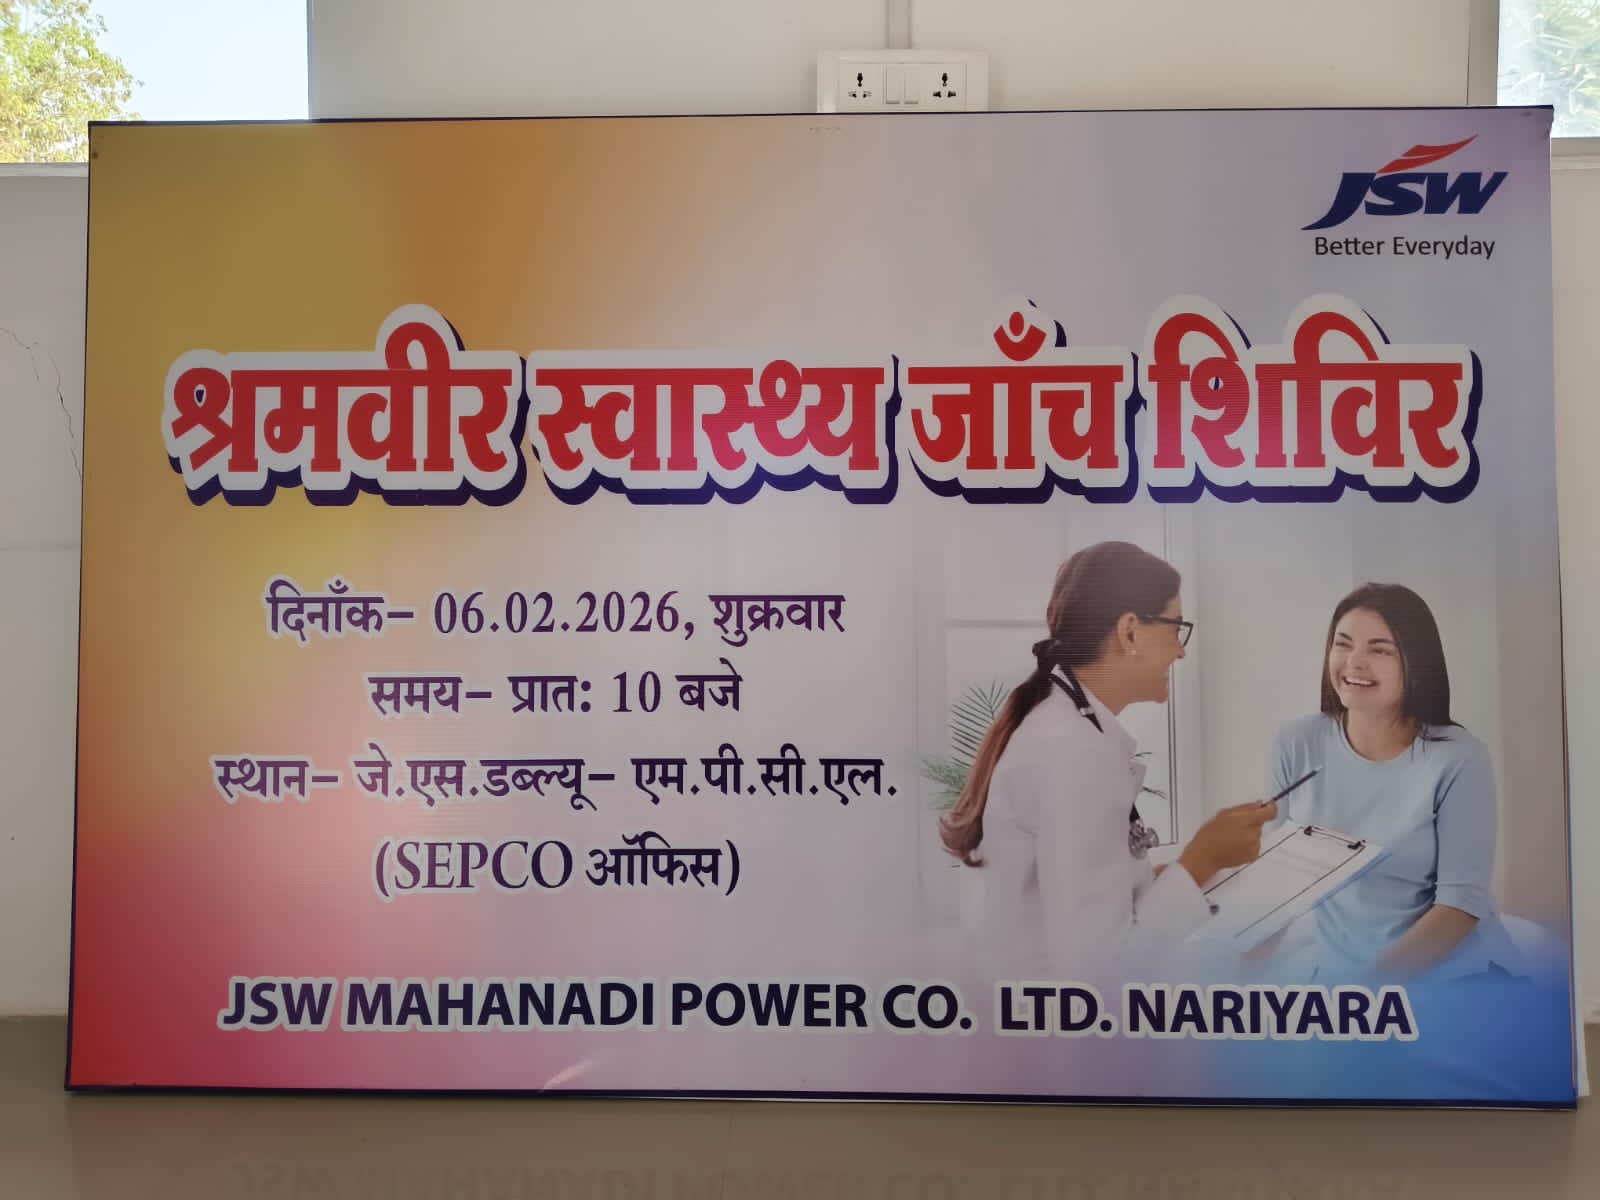 JSW
Better Everyday
श्रमवीर स्वास्थ्य जाँच शिविर
दिनाँक– 06.02.2026, शुक्रवार
समय– प्रात: 10 बजे
स्थान– जे.एस.डब्ल्यू– एम.पी.सी.एल.
(SEPCO ऑफिस)
JSW MAHANADI POWER CO. LTD. NARIYARA